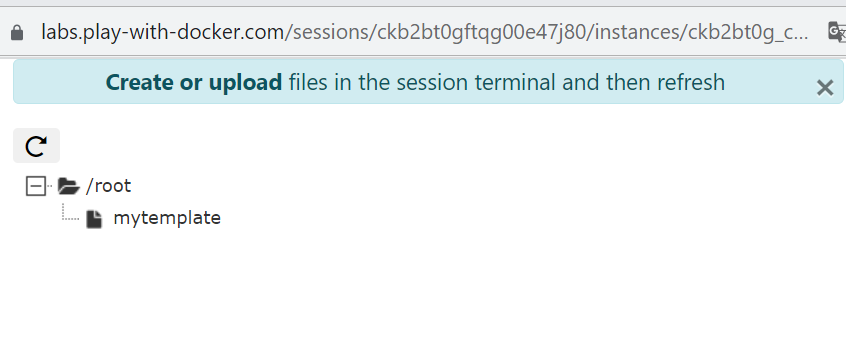 labs.play-with-docker.com/sessions/ckb2bt0gftqg00e47j80/instances/ckb2bt0g_c...
Create or upload files in the session terminal and then refresh
/root
mytemplate